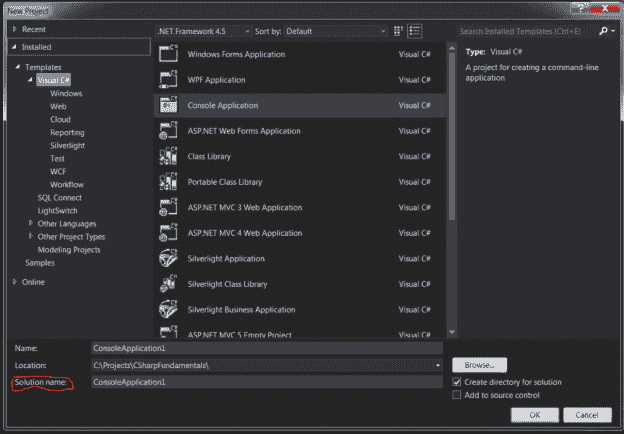 New Project
Recent
.NET Framework 4.5 Sort by: Default
Search Installed Templates (Ctrl+E)
Installed
Templates
Visual C#
Windows
Web
Cloud
Reporting
Silverlight
Test
WCF
Workflow
SQL Connect
LightSwitch
Other Languages
Other Project Types
Modeling Projects
Samples
Online
Windows Forms Application Visual C#
WPF Application Visual C#
Console Application Visual C#
ASP.NET Web Forms Application Visual C#
Class Library Visual C#
Portable Class Library Visual C#
ASP.NET MVC 3 Web Application Visual C#
ASP.NET MVC 4 Web Application Visual C#
Silverlight Application Visual C#
Silverlight Class Library Visual C#
Silverlight Business Application Visual C#
ASP.NET MVC 5 Empty Project Visual C#
Type: Visual C#
A project for creating a command-line
application
Name: ConsoleApplication1
Location: C:\Projects\CSharpFundamentals\
Browse...
Solution name: ConsoleApplication1
Create directory for solution
Add to source control
OK Cancel